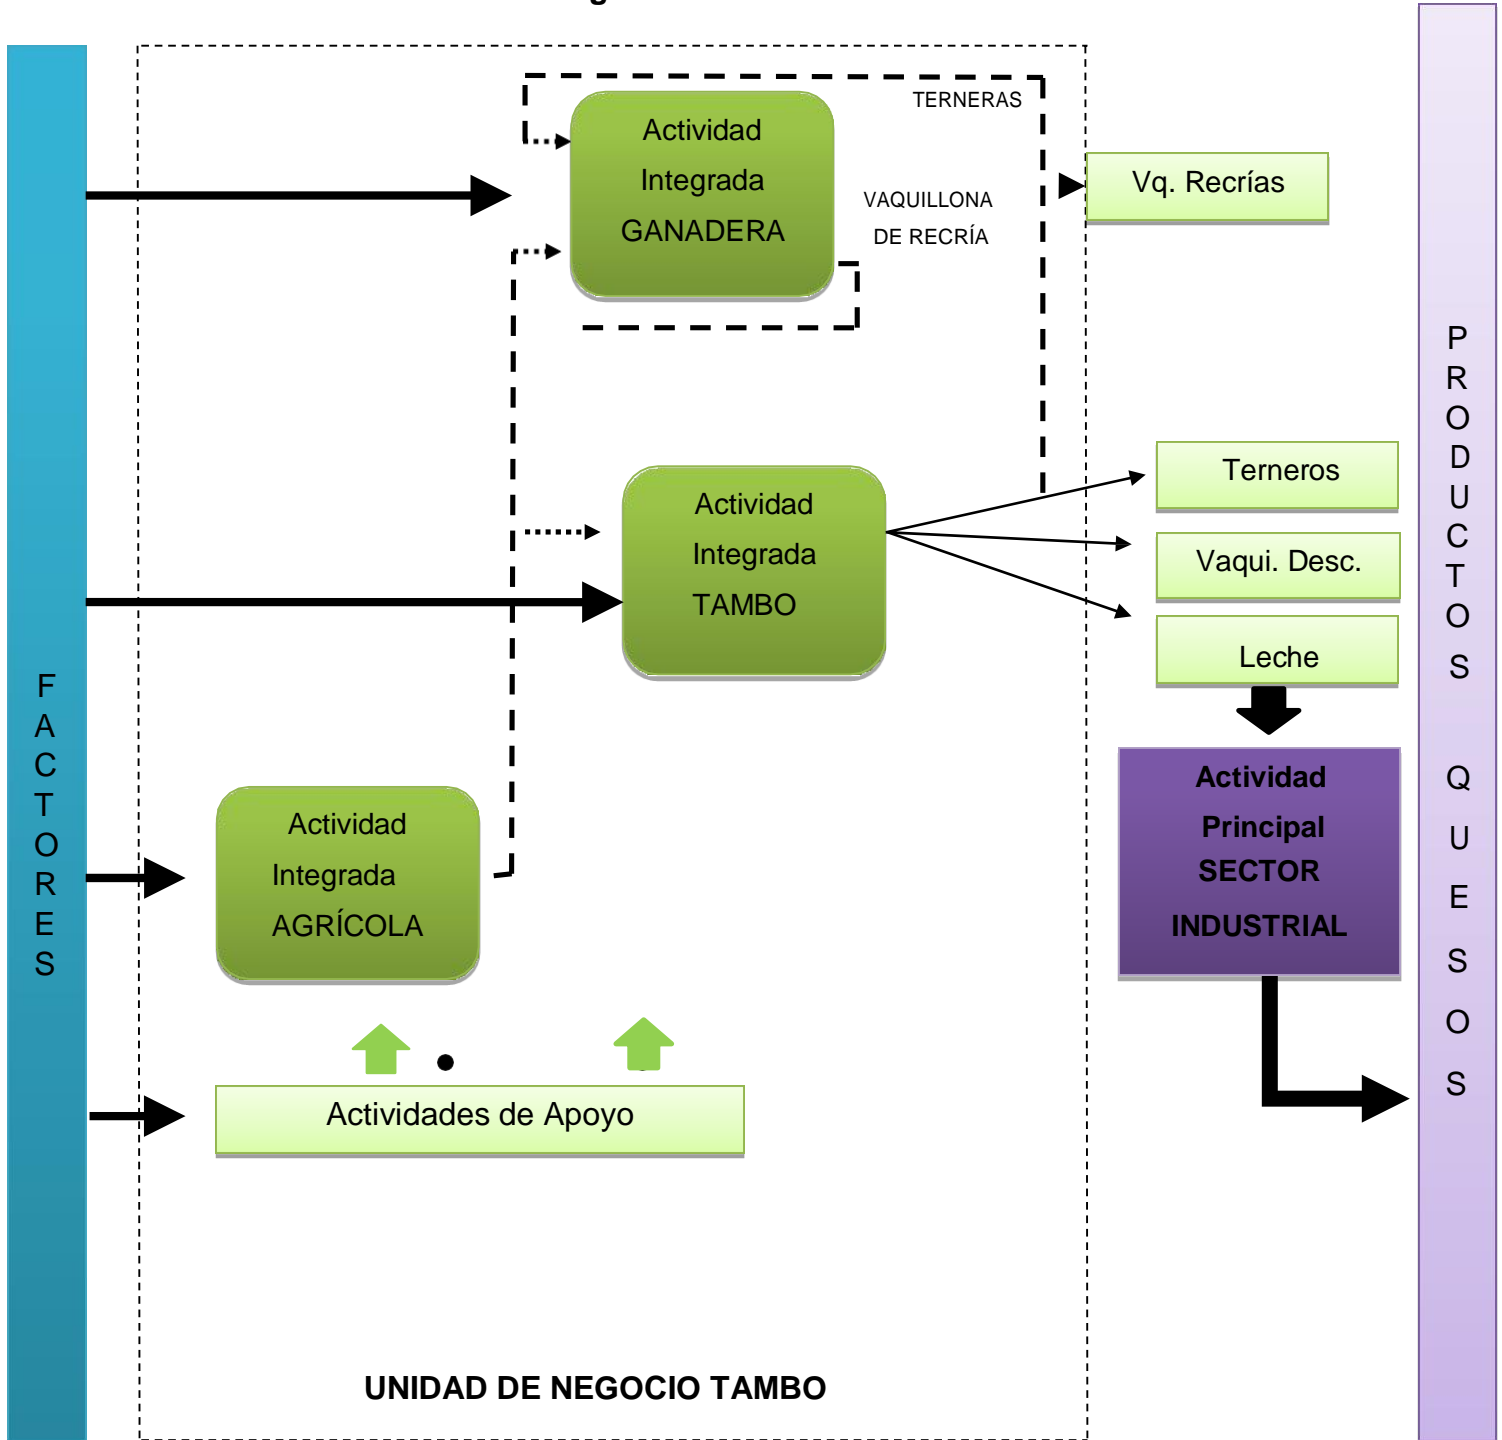 TERNERAS
Actividad
Integrada
GANADERA
VAQUILLONA
DE RECRÍA
Vq. Recrías
Actividad
Integrada
TAMBO
Terneros
Vaqui. Desc.
Leche
F
A
C
T
O
R
E
S
Actividad
Integrada
AGRÍCOLA
Actividad
Principal
SECTOR
INDUSTRIAL
P
R
O
D
U
C
T
O
S
Q
U
E
S
O
S
Actividades de Apoyo
UNIDAD DE NEGOCIO TAMBO